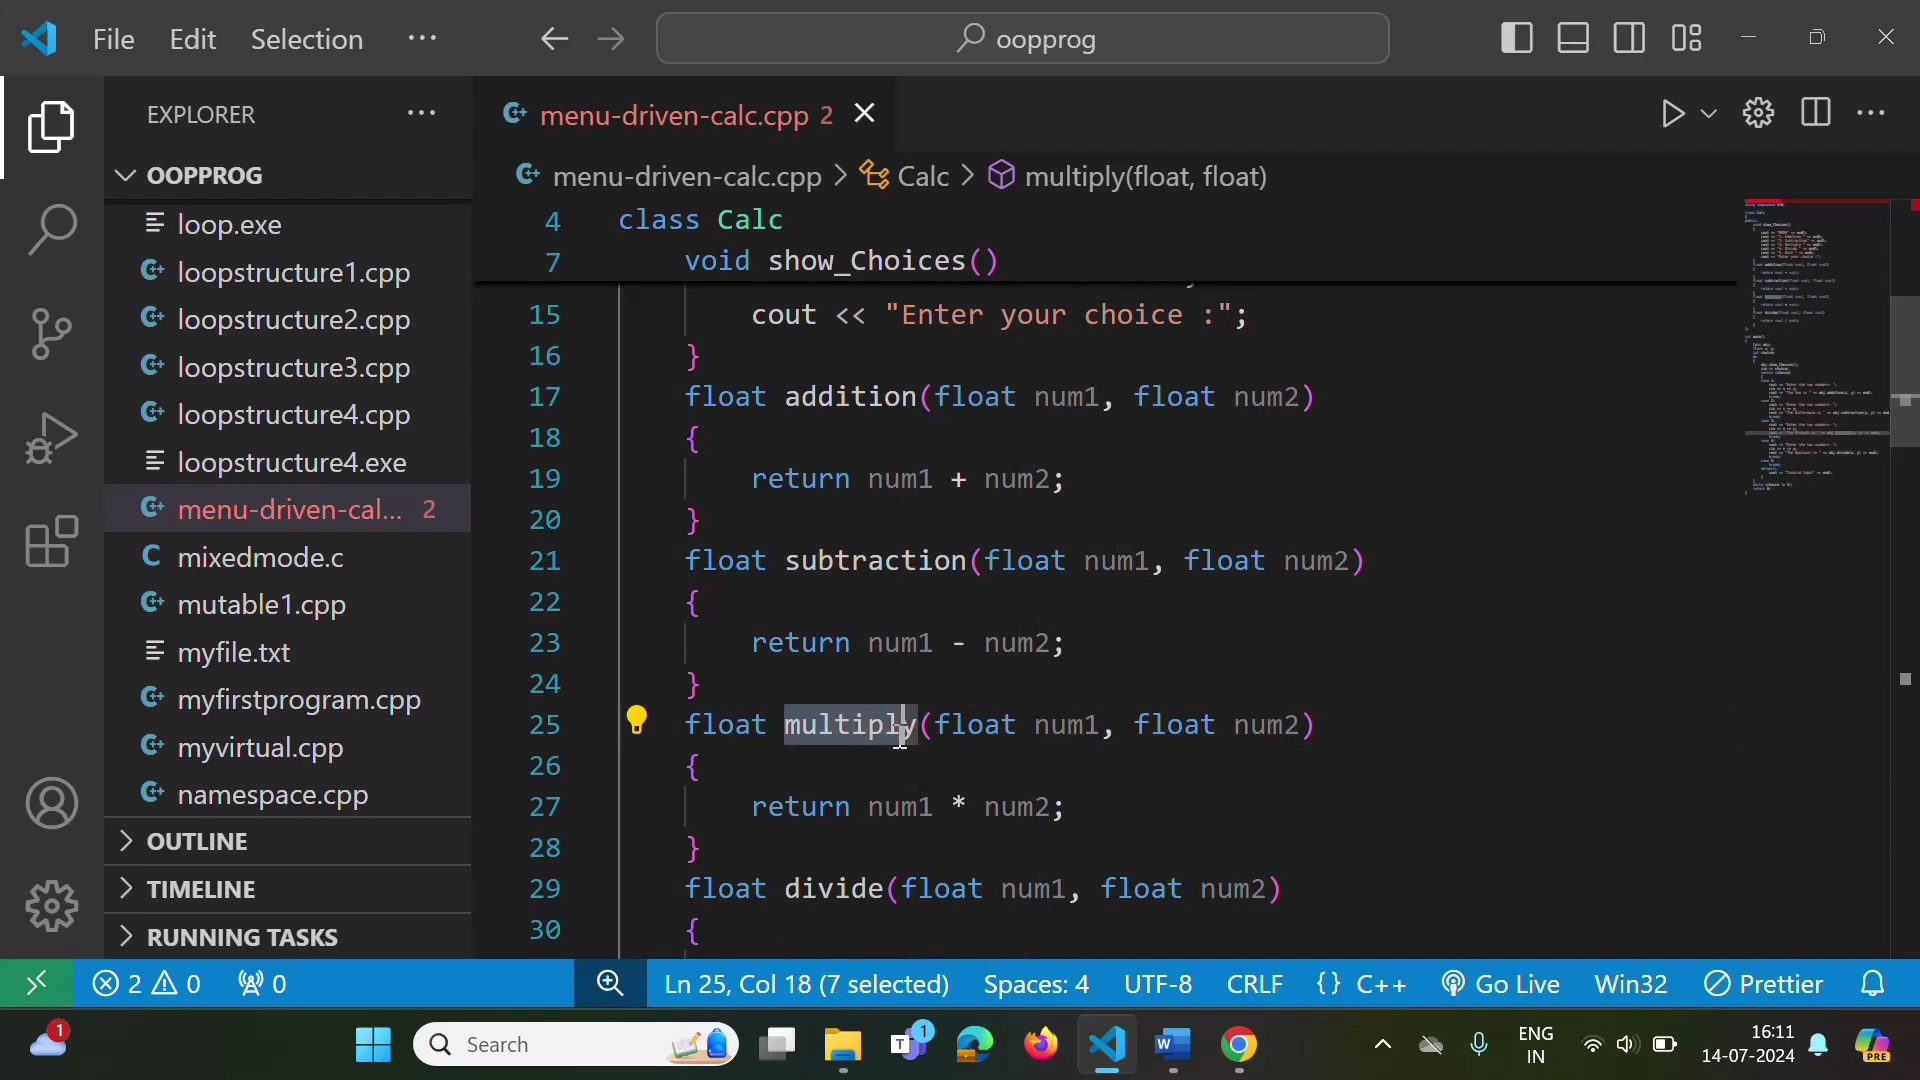 File Edit Selection ··· oopprog
EXPLORER ···
menu-driven-calc.cpp 2
OOPPROG
menu-driven-calc.cpp > Calc > multiply(float, float)
loop.exe
loopstructure1.cpp
loopstructure2.cpp
loopstructure3.cpp
loopstructure4.cpp
loopstructure4.exe
menu-driven-cal... 2
mixedmode.c
mutable1.cpp
myfile.txt
myfirstprogram.cpp
myvirtual.cpp
namespace.cpp
OUTLINE
TIMELINE
RUNNING TASKS
4 class Calc
7 void show_Choices()
15 cout << "Enter your choice :";
16 }
17 float addition(float num1, float num2)
18 {
19 return num1 + num2;
20 }
21 float subtraction(float num1, float num2)
22 {
23 return num1 - num2;
24 }
25 float multiply(float num1, float num2)
26 {
27 return num1 * num2;
28 }
29 float divide(float num1, float num2)
30 {
2 0 0 Ln 25, Col 18 (7 selected) Spaces: 4 UTF-8 CRLF {} C++ Go Live Win32 Prettier
1 Search 1 ENG IN 16:11 14-07-2024 PRE